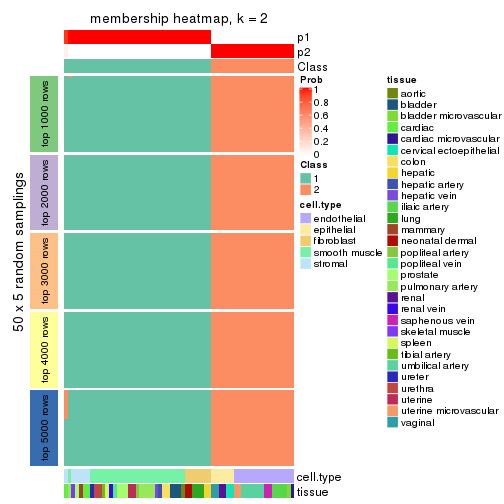 membership heatmap, k = 2
p1
p2
Class
50 x 5 random samplings
top 1000 rows
top 2000 rows
top 3000 rows
top 4000 rows
top 5000 rows
cell.type
tissue
Prob
1
0.8
0.6
0.4
0.2
0
Class
1
2
cell.type
endothelial
epithelial
fibroblast
smooth muscle
stromal
tissue
aortic
bladder
bladder microvascular
cardiac
cardiac microvascular
cervical ectoepithelial
colon
hepatic
hepatic artery
hepatic vein
iliaic artery
lung
mammary
neonatal dermal
popliteal artery
popliteal vein
prostate
pulmonary artery
renal
renal vein
saphenous vein
skeletal muscle
spleen
tibial artery
umbilical artery
ureter
urethra
uterine
uterine microvascular
vaginal